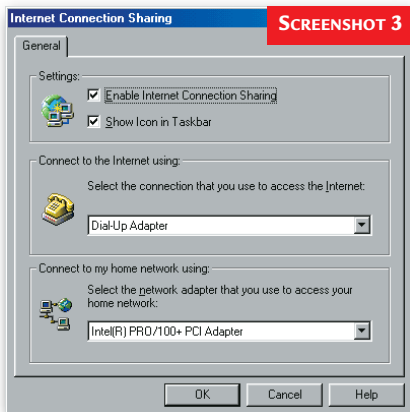 Internet Connection Sharing
SCREENSHOT 3
General
Settings:
Enable Internet Connection Sharing
Show Icon in Taskbar
Connect to the Internet using:
Select the connection that you use to access the Internet:
Dial-Up Adapter
Connect to my home network using:
Select the network adapter that you use to access your
home network:
Intel(R) PRO/100+ PCI Adapter
OK
Cancel
Help